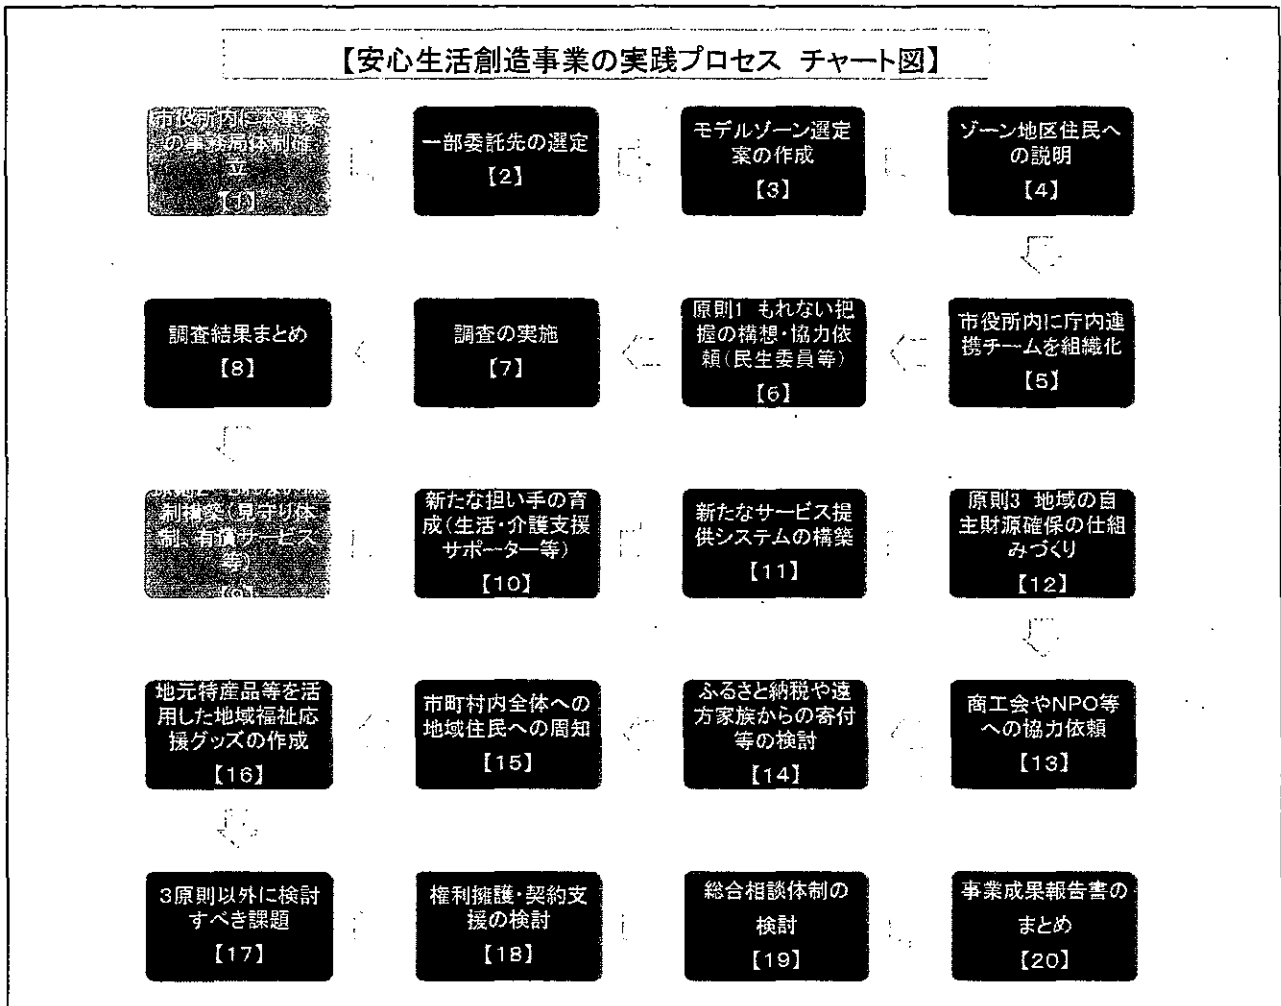 【安心生活創造事業の実践プロセス チャート図】
市役所内に本事業
の事務局体制確
立
【1】
一部委託先の選定
【2】
モデルゾーン選定
案の作成
【3】
ゾーン地区住民へ
の説明
【4】
市役所内に庁内連
携チームを組織化
【5】
原則1 もれない把
握の構想・協力依
頼(民生委員等)
【6】
調査の実施
【7】
調査結果まとめ
【8】
制構築(見守り体
制、有償サービス
等)
【9】
新たな担い手の育
成(生活・介護支援
サポーター等)
【10】
新たなサービス提
供システムの構築
【11】
原則3 地域の自
主財源確保の仕組
みづくり
【12】
商工会やNPO等
への協力依頼
【13】
ふるさと納税や遠
方家族からの寄付
等の検討
【14】
市町村内全体への
地域住民への周知
【15】
地元特産品等を活
用した地域福祉応
援グッズの作成
【16】
3原則以外に検討
すべき課題
【17】
権利擁護・契約支
援の検討
【18】
総合相談体制の
検討
【19】
事業成果報告書の
まとめ
【20】